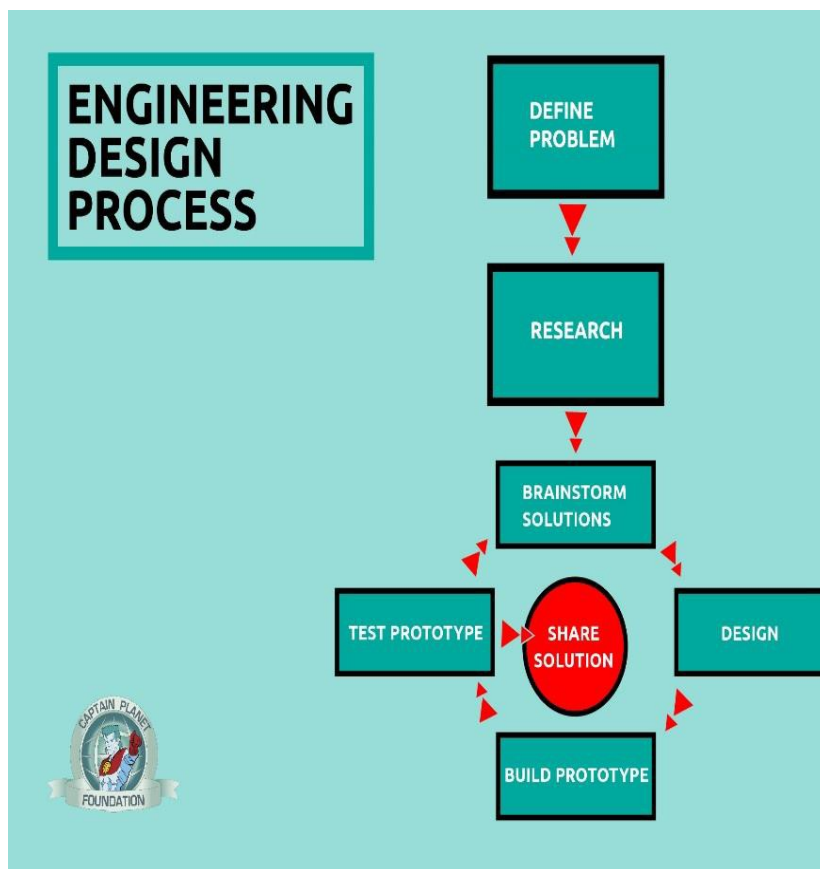 ENGINEERING
DESIGN
PROCESS
DEFINE
PROBLEM
RESEARCH
BRAINSTORM
SOLUTIONS
TEST PROTOTYPE
SHARE
SOLUTION
DESIGN
BUILD PROTOTYPE
CAPTAIN PLANET
FOUNDATION